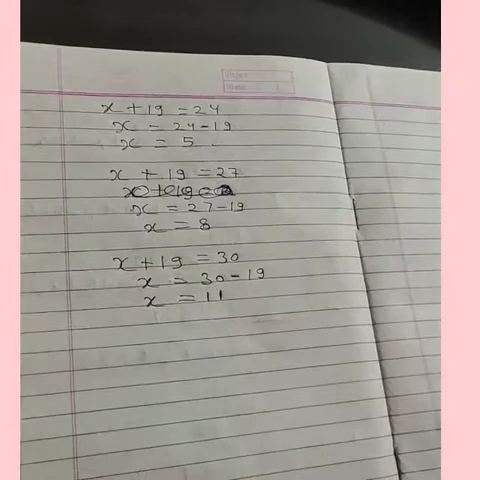 x + 19 = 24
x = 24 - 19
x = 5 .
x + 19 = 27
x = 27 - 19
x = 8
x + 19 = 30
x = 30 - 19
x = 11